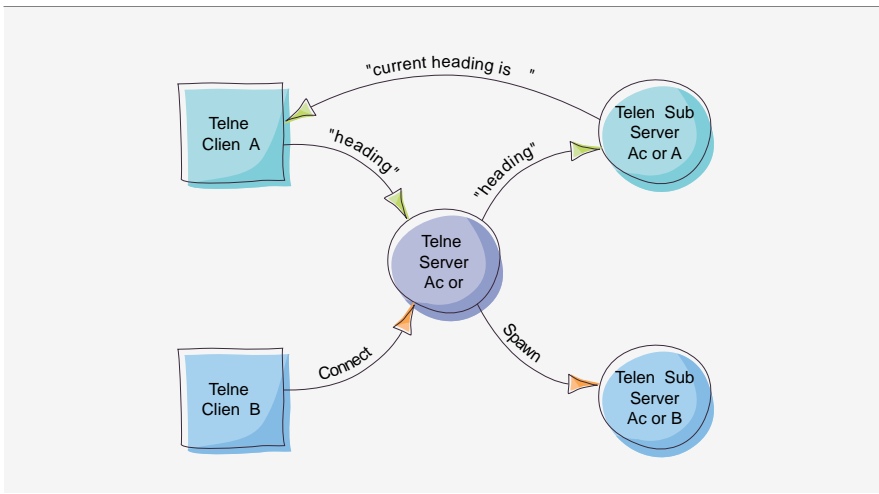 "current heading is    "
Telne
Clien  A
"heading"
"heading"
Telen  Sub
Server
Ac or A
Telne
Server
Ac or
Telne
Clien  B
Connect
Spawn
Telen  Sub
Server
Ac or B